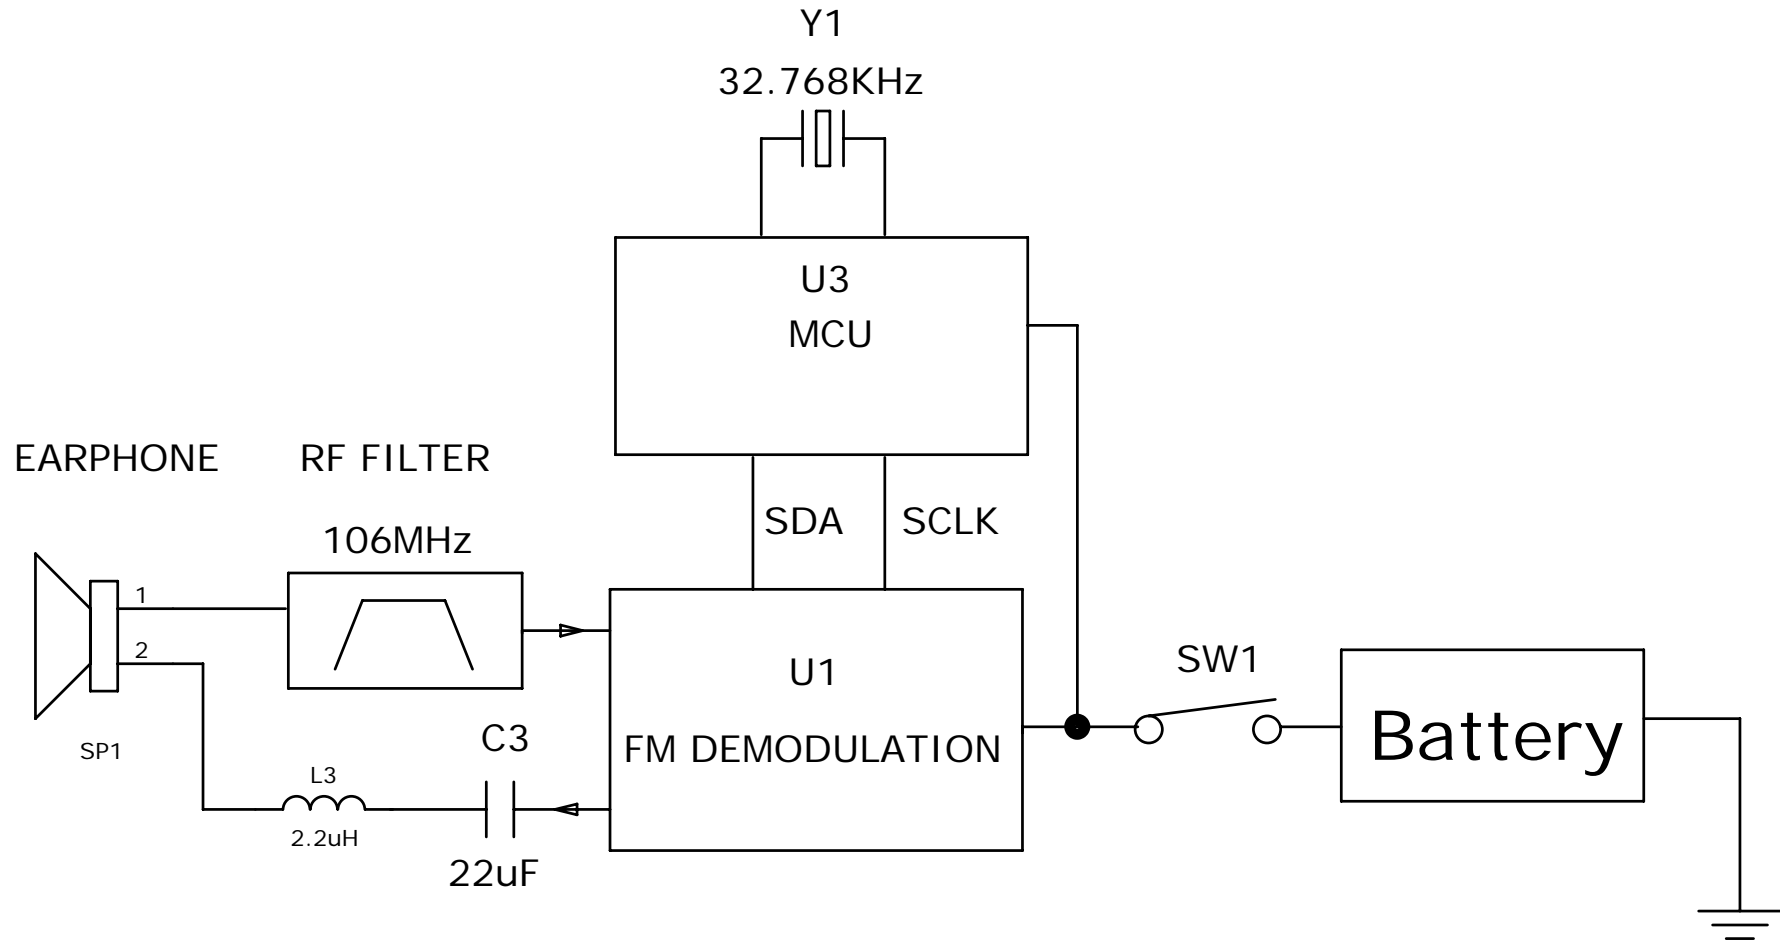 Y1
32.768KHz
U3
MCU
EARPHONE
RF FILTER
SDA
SCLK
106MHz
1
2
U1
SW1
SP1
C3
FM DEMODULATION
Battery
L3
2.2uH
22uF